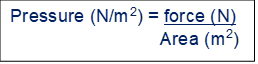 Pressure (N/m²) = force (N)
Area (m²)